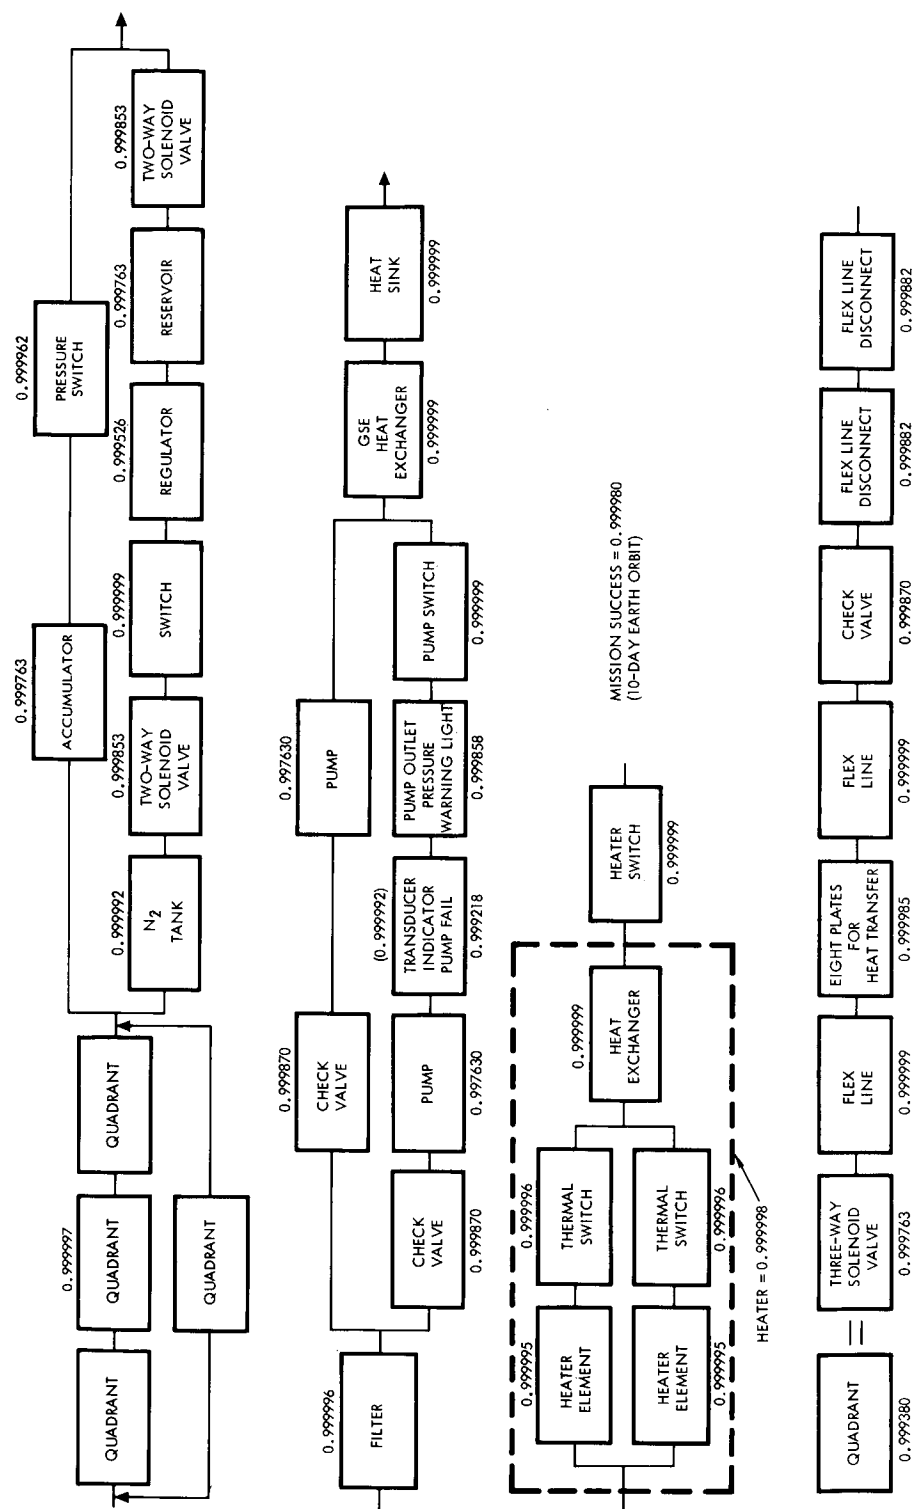 QUADRANT
0.999997
QUADRANT
QUADRANT
QUADRANT
0.999763
ACCUMULATOR
0.999962
PRESSURE
SWITCH
0.999992
N2
TANK
0.999853
TWO-WAY
SOLENOID
VALVE
0.999999
SWITCH
0.999526
REGULATOR
0.999763
RESERVOIR
0.999853
TWO-WAY
SOLENOID
VALVE
0.999996
FILTER
0.999870
CHECK
VALVE
0.997630
PUMP
CHECK
VALVE
0.999870
PUMP
0.997630
(0.999992)
TRANSDUCER
INDICATOR
PUMP FAIL
0.999218
PUMP OUTLET
PRESSURE
WARNING LIGHT
0.999858
PUMP SWITCH
0.999999
GSE
HEAT
EXCHANGER
0.999999
HEAT
SINK
0.999999
0.999995
HEATER
ELEMENT
0.999996
THERMAL
SWITCH
HEATER
ELEMENT
0.999995
THERMAL
SWITCH
0.999996
0.999999
HEAT
EXCHANGER
HEATER
SWITCH
0.999999
HEATER = 0.999998
MISSION SUCCESS = 0.999980
(10-DAY EARTH ORBIT)
QUADRANT
0.999380
=
THREE-WAY
SOLENOID
VALVE
0.999763
FLEX
LINE
0.999999
EIGHT PLATES
FOR
HEAT TRANSFER
0.999985
FLEX
LINE
0.999999
CHECK
VALVE
0.999870
FLEX LINE
DISCONNECT
0.999882
FLEX LINE
DISCONNECT
0.999882